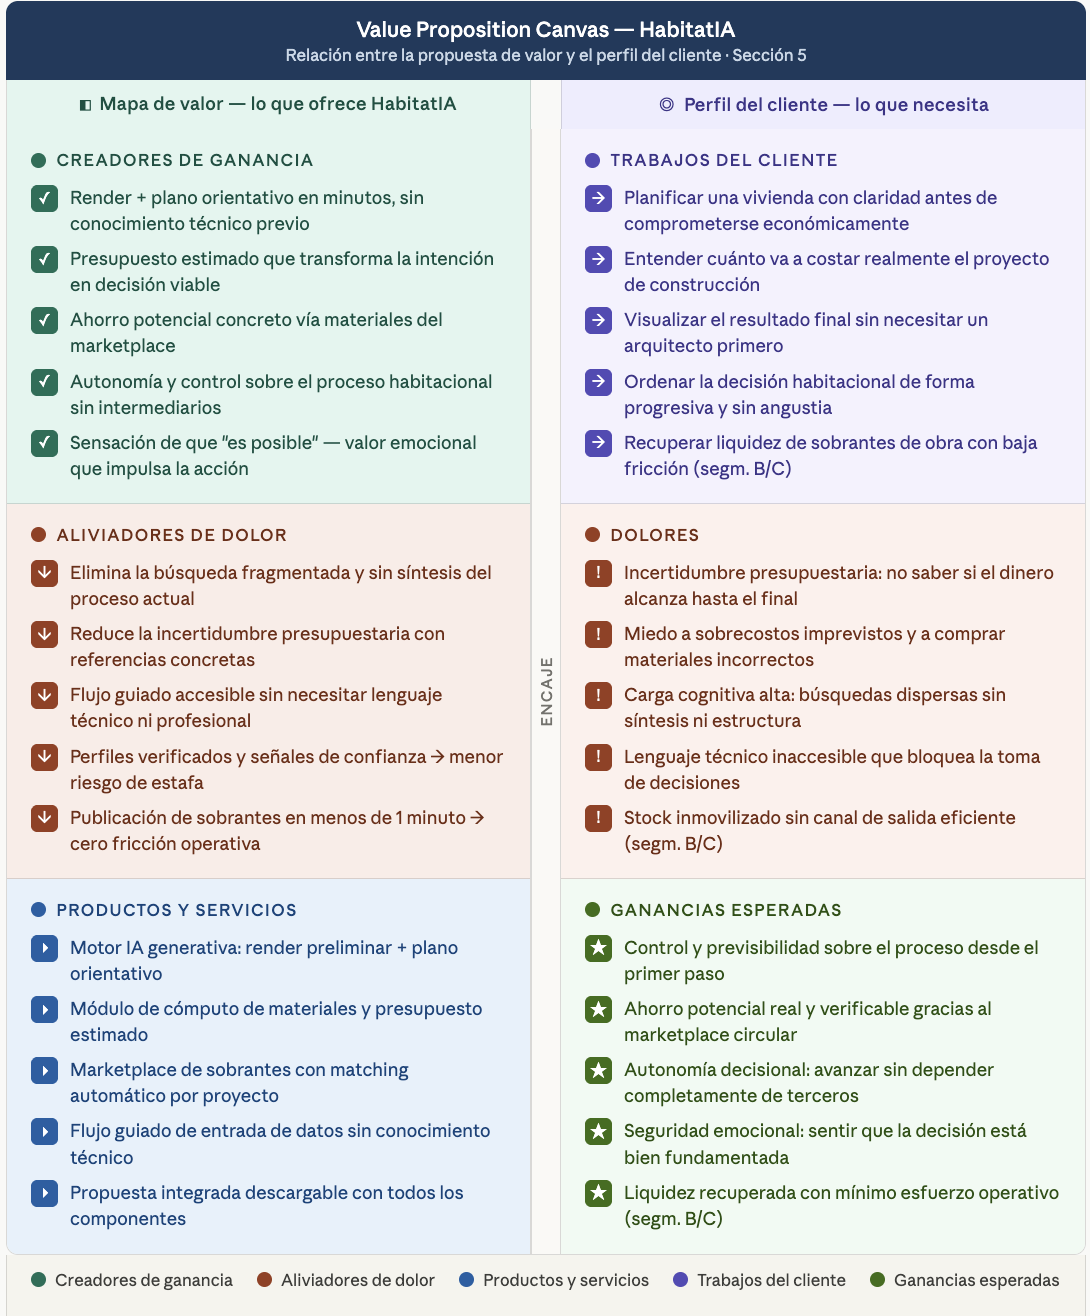 Value Proposition Canvas — HabitatIA
Relación entre la propuesta de valor y el perfil del cliente · Sección 5
Mapa de valor — lo que ofrece HabitatIA
CREADORES DE GANANCIA
Render + plano orientativo en minutos, sin
conocimiento técnico previo
Presupuesto estimado que transforma la intención
en decisión viable
Ahorro potencial concreto vía materiales del
marketplace
Autonomía y control sobre el proceso habitacional
sin intermediarios
Sensación de que "es posible" — valor emocional
que impulsa la acción
ALIVIADORES DE DOLOR
Elimina la búsqueda fragmentada y sin síntesis del
proceso actual
Reduce la incertidumbre presupuestaria con
referencias concretas
Flujo guiado accesible sin necesitar lenguaje
técnico ni profesional
Perfiles verificados y señales de confianza → menor
riesgo de estafa
Publicación de sobrantes en menos de 1 minuto →
cero fricción operativa
PRODUCTOS Y SERVICIOS
Motor IA generativa: render preliminar + plano
orientativo
Módulo de cómputo de materiales y presupuesto
estimado
Marketplace de sobrantes con matching
automático por proyecto
Flujo guiado de entrada de datos sin conocimiento
técnico
Propuesta integrada descargable con todos los
componentes
ENCAJE
Perfil del cliente — lo que necesita
TRABAJOS DEL CLIENTE
Planificar una vivienda con claridad antes de
comprometerse económicamente
Entender cuánto va a costar realmente el proyecto
de construcción
Visualizar el resultado final sin necesitar un
arquitecto primero
Ordenar la decisión habitacional de forma
progresiva y sin angustia
Recuperar liquidez de sobrantes de obra con baja
fricción (segm. B/C)
DOLORES
Incertidumbre presupuestaria: no saber si el dinero
alcanza hasta el final
Miedo a sobrecostos imprevistos y a comprar
materiales incorrectos
Carga cognitiva alta: búsquedas dispersas sin
síntesis ni estructura
Lenguaje técnico inaccesible que bloquea la toma
de decisiones
Stock inmovilizado sin canal de salida eficiente
(segm. B/C)
GANANCIAS ESPERADAS
Control y previsibilidad sobre el proceso desde el
primer paso
Ahorro potencial real y verificable gracias al
marketplace circular
Autonomía decisional: avanzar sin depender
completamente de terceros
Seguridad emocional: sentir que la decisión está
bien fundamentada
Liquidez recuperada con mínimo esfuerzo operativo
(segm. B/C)
Creadores de ganancia
Aliviadores de dolor
Productos y servicios
Trabajos del cliente
Ganancias esperadas